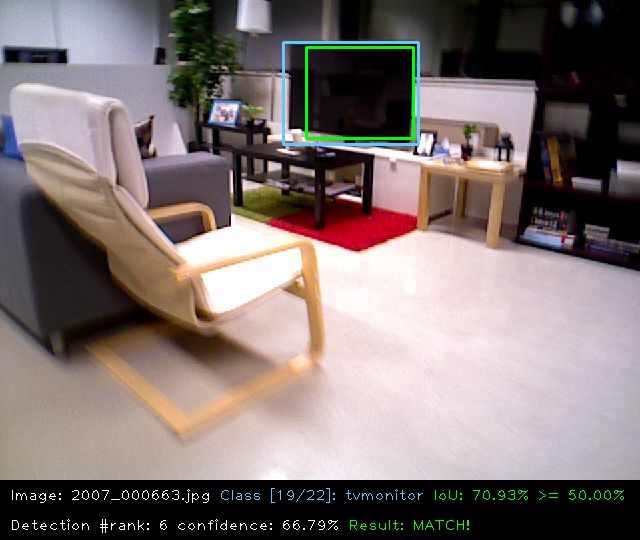 Image: 2007_000663.jpg Class [19/22]: tvmonitor IoU: 70.93% >= 50.00%
Detection #rank: 6 confidence: 66.79% Result: MATCH!